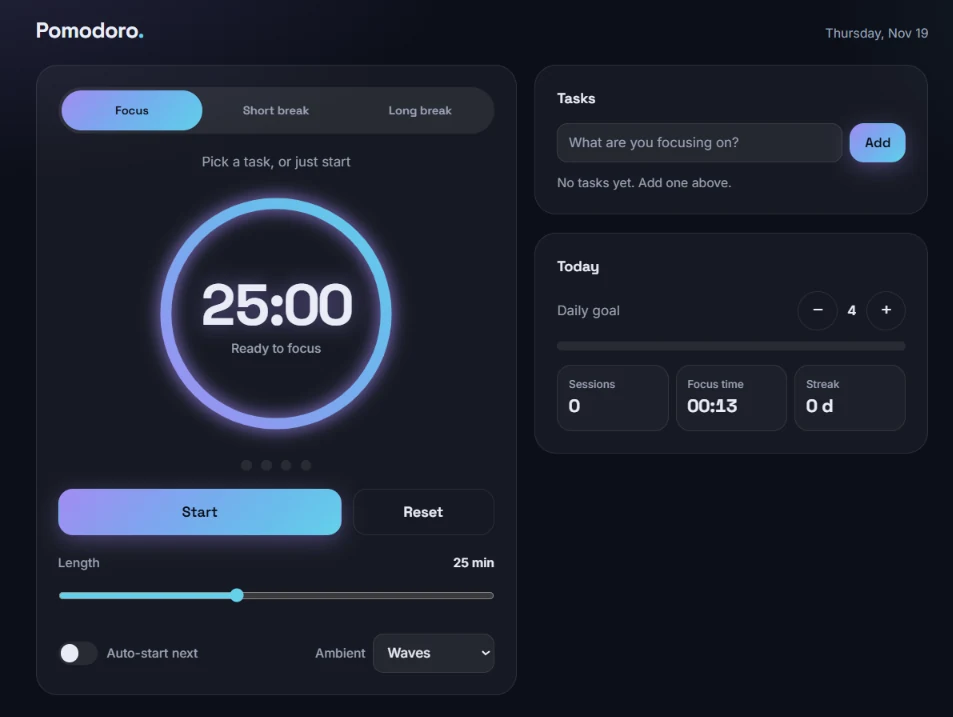 Pomodoro.
Thursday, Nov 19
Focus
Short break
Long break
Pick a task, or just start
25:00
Ready to focus
Start
Reset
Length
25 min
Auto-start next
Ambient
Waves
Tasks
What are you focusing on?
Add
No tasks yet. Add one above.
Today
Daily goal
− 4 +
Sessions
0
Focus time
00:13
Streak
0 d